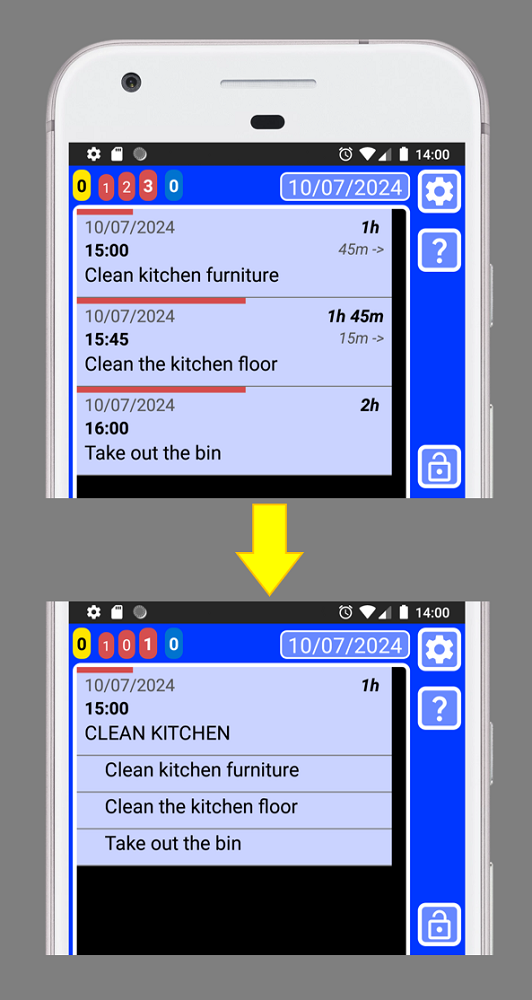 14:00
0 1 2 3 0 10/07/2024
?
10/07/2024 1h
15:00 45m ->
Clean kitchen furniture
10/07/2024 1h 45m
15:45 15m ->
Clean the kitchen floor
10/07/2024 2h
16:00
Take out the bin
14:00
0 1 0 1 0 10/07/2024
?
10/07/2024 1h
15:00
CLEAN KITCHEN
Clean kitchen furniture
Clean the kitchen floor
Take out the bin